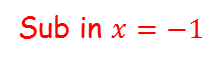 Sub in x = −1